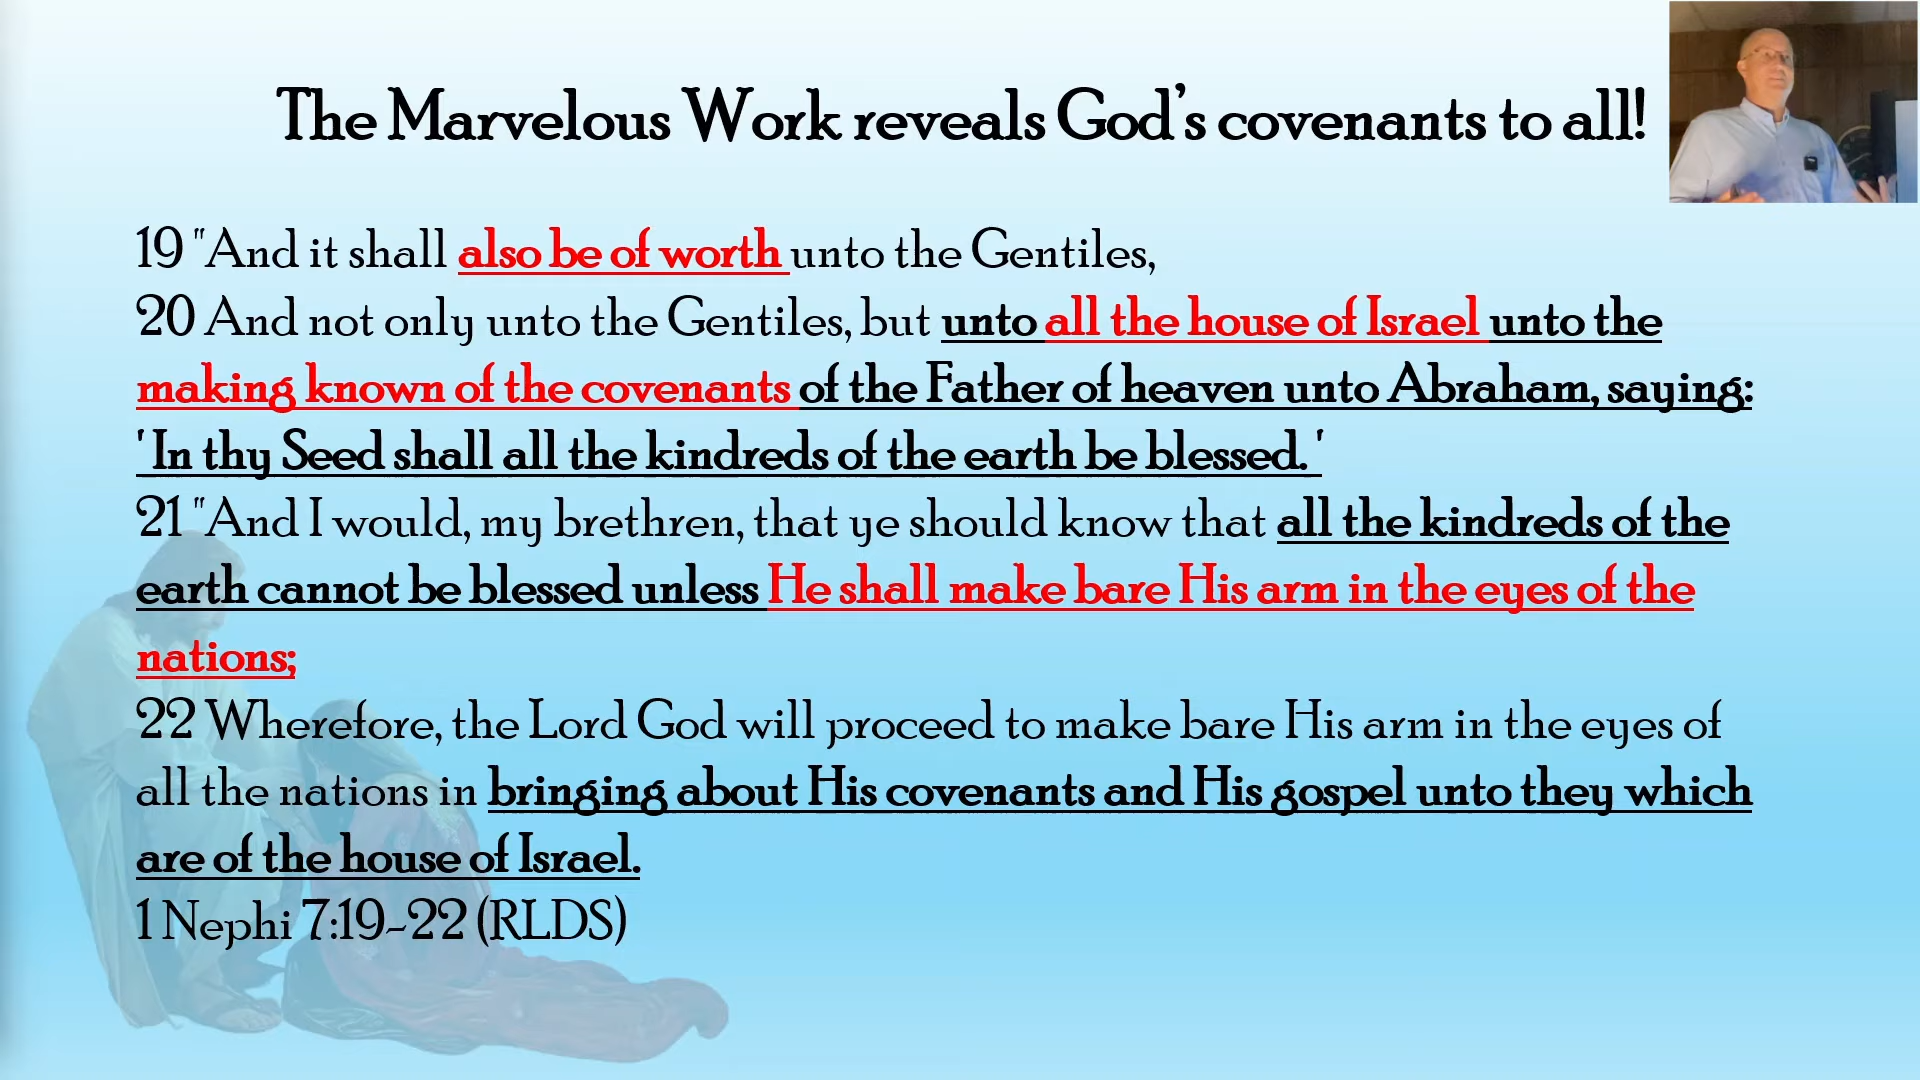 The Marvelous Work reveals God’s covenants to all!
19 "And it shall also be of worth unto the Gentiles,
20 And not only unto the Gentiles, but unto all the house of Israel unto the
making known of the covenants of the Father of heaven unto Abraham, saying:
' In thy Seed shall all the kindreds of the earth be blessed. '
21 "And I would, my brethren, that ye should know that all the kindreds of the
earth cannot be blessed unless He shall make bare His arm in the eyes of the
nations;
22 Wherefore, the Lord God will proceed to make bare His arm in the eyes of
all the nations in bringing about His covenants and His gospel unto they which
are of the house of Israel.
1 Nephi 7:19-22 (RLDS)